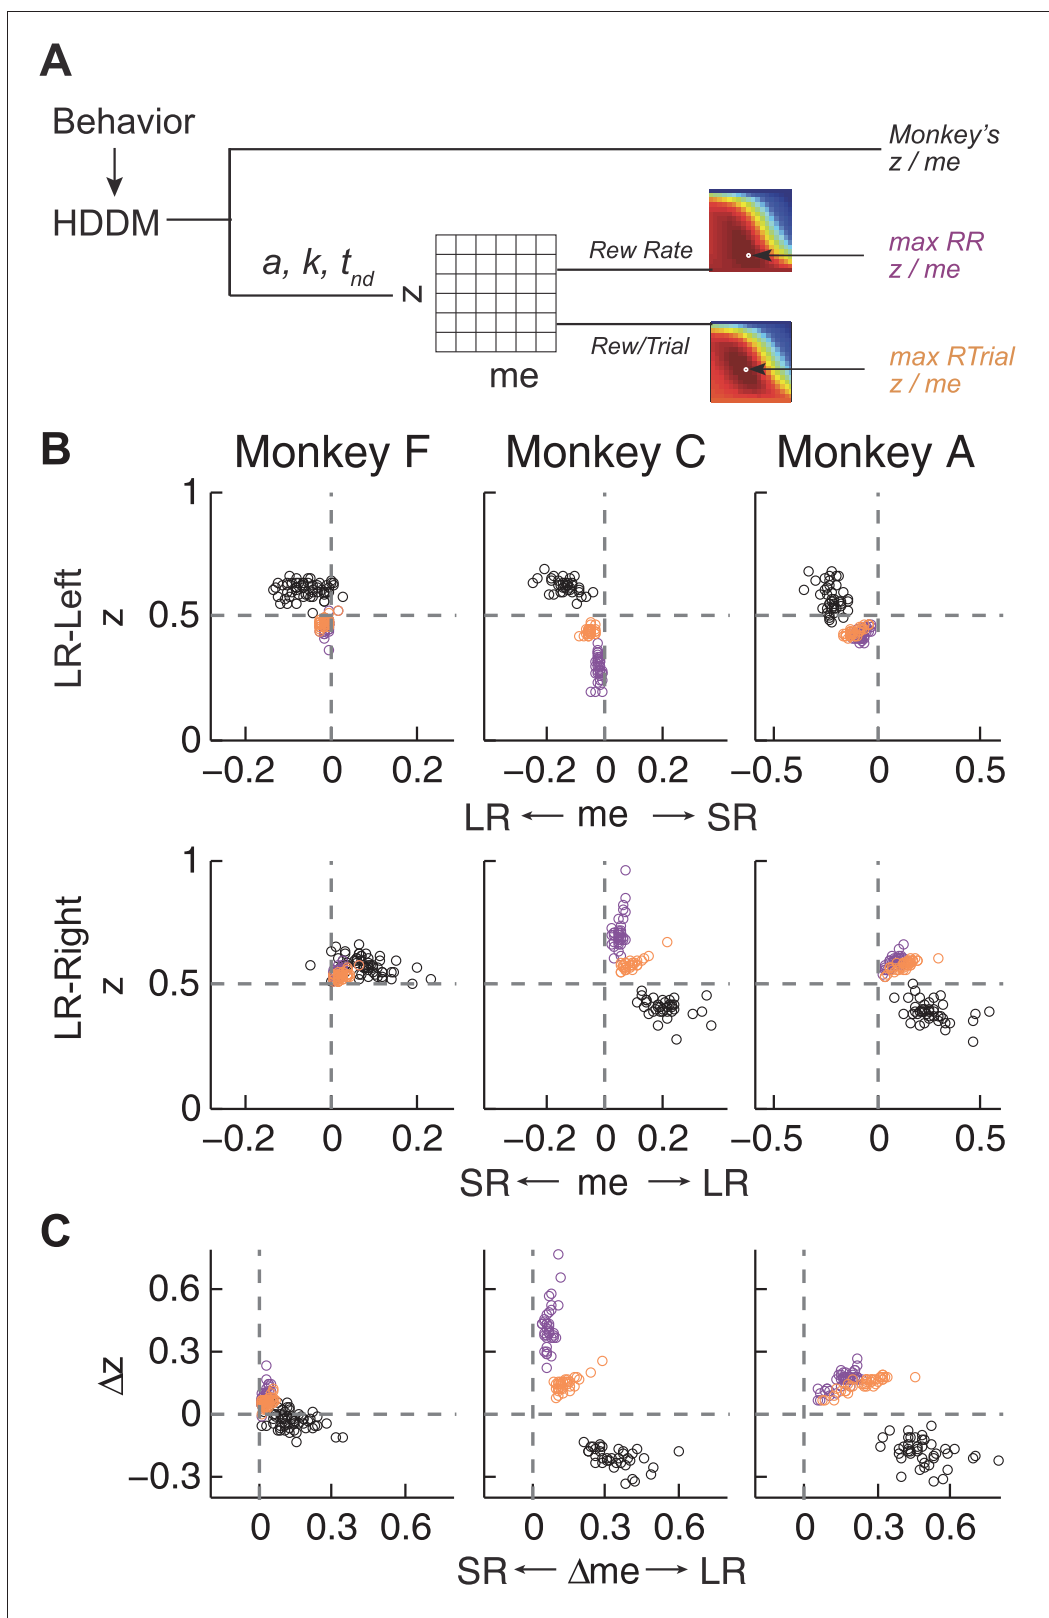 A
Behavior
HDDM
a, k, tnd
z
me
Rew Rate
Rew/Trial
Monkey's
z / me
max RR
z / me
max RTrial
z / me
B
Monkey F
Monkey C
Monkey A
LR-Left
z
1
0.5
0
−0.2
0
0.2
−0.2
0
0.2
−0.5
0
0.5
LR ← me → SR
LR-Right
z
1
0.5
0
−0.2
0
0.2
−0.2
0
0.2
−0.5
0
0.5
SR ← me → LR
C
Δz
0.6
0.3
0
−0.3
0
0.3
0.6
0
0.3
0.6
0
0.3
0.6
SR ← Δme → LR